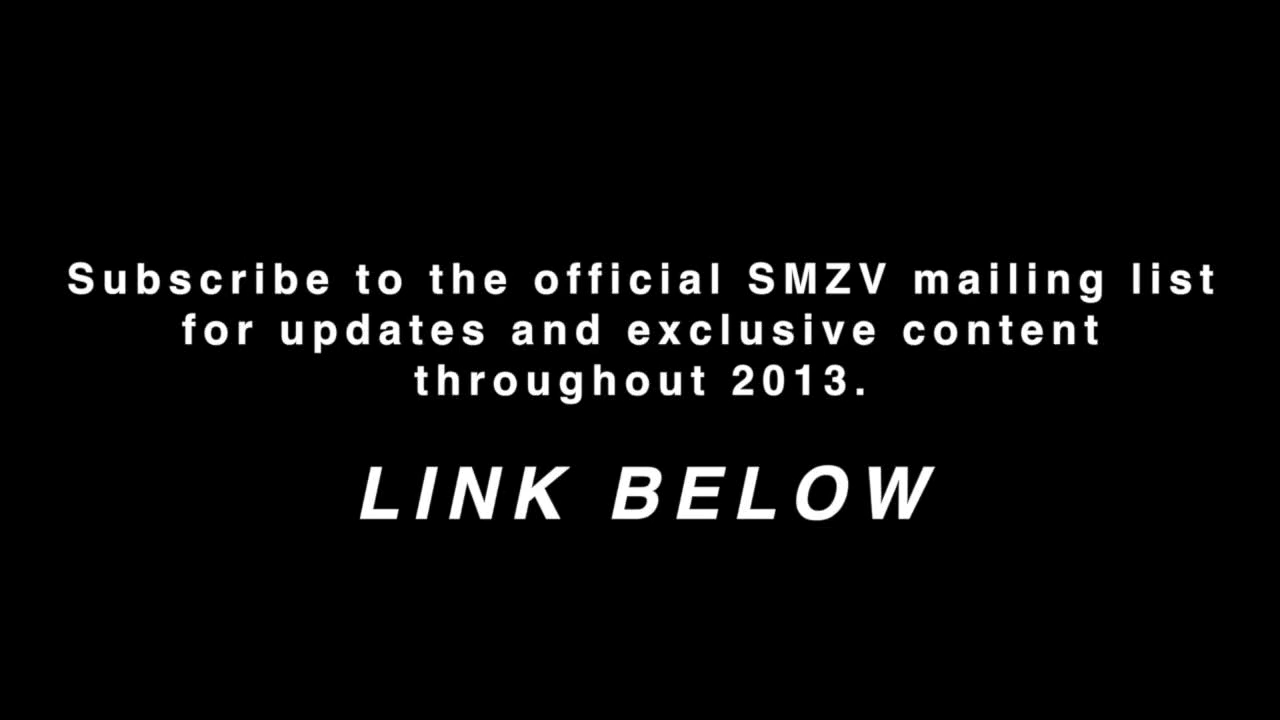 Subscribe to the official SMZV mailing list
for updates and exclusive content
throughout 2013.
LINK BELOW